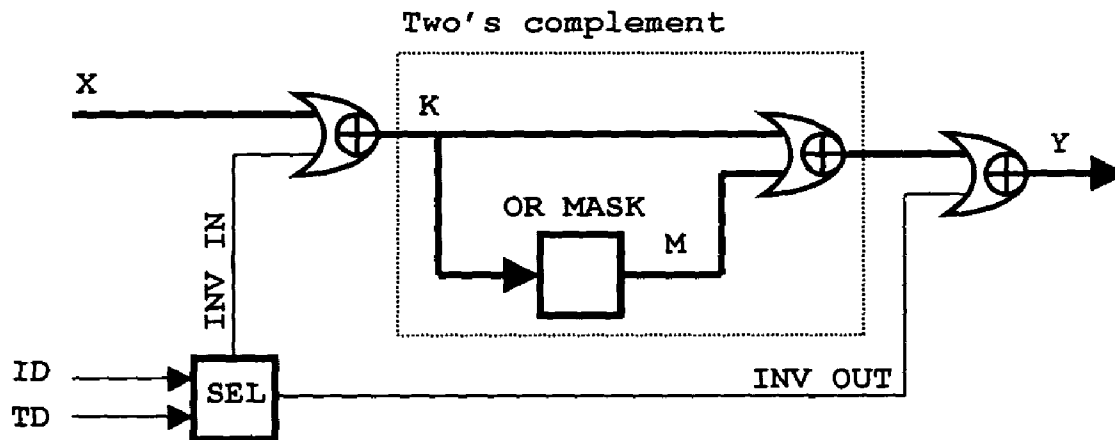 Two's complement
X
K
Y
OR MASK
M
INV IN
ID
SEL
INV OUT
TD